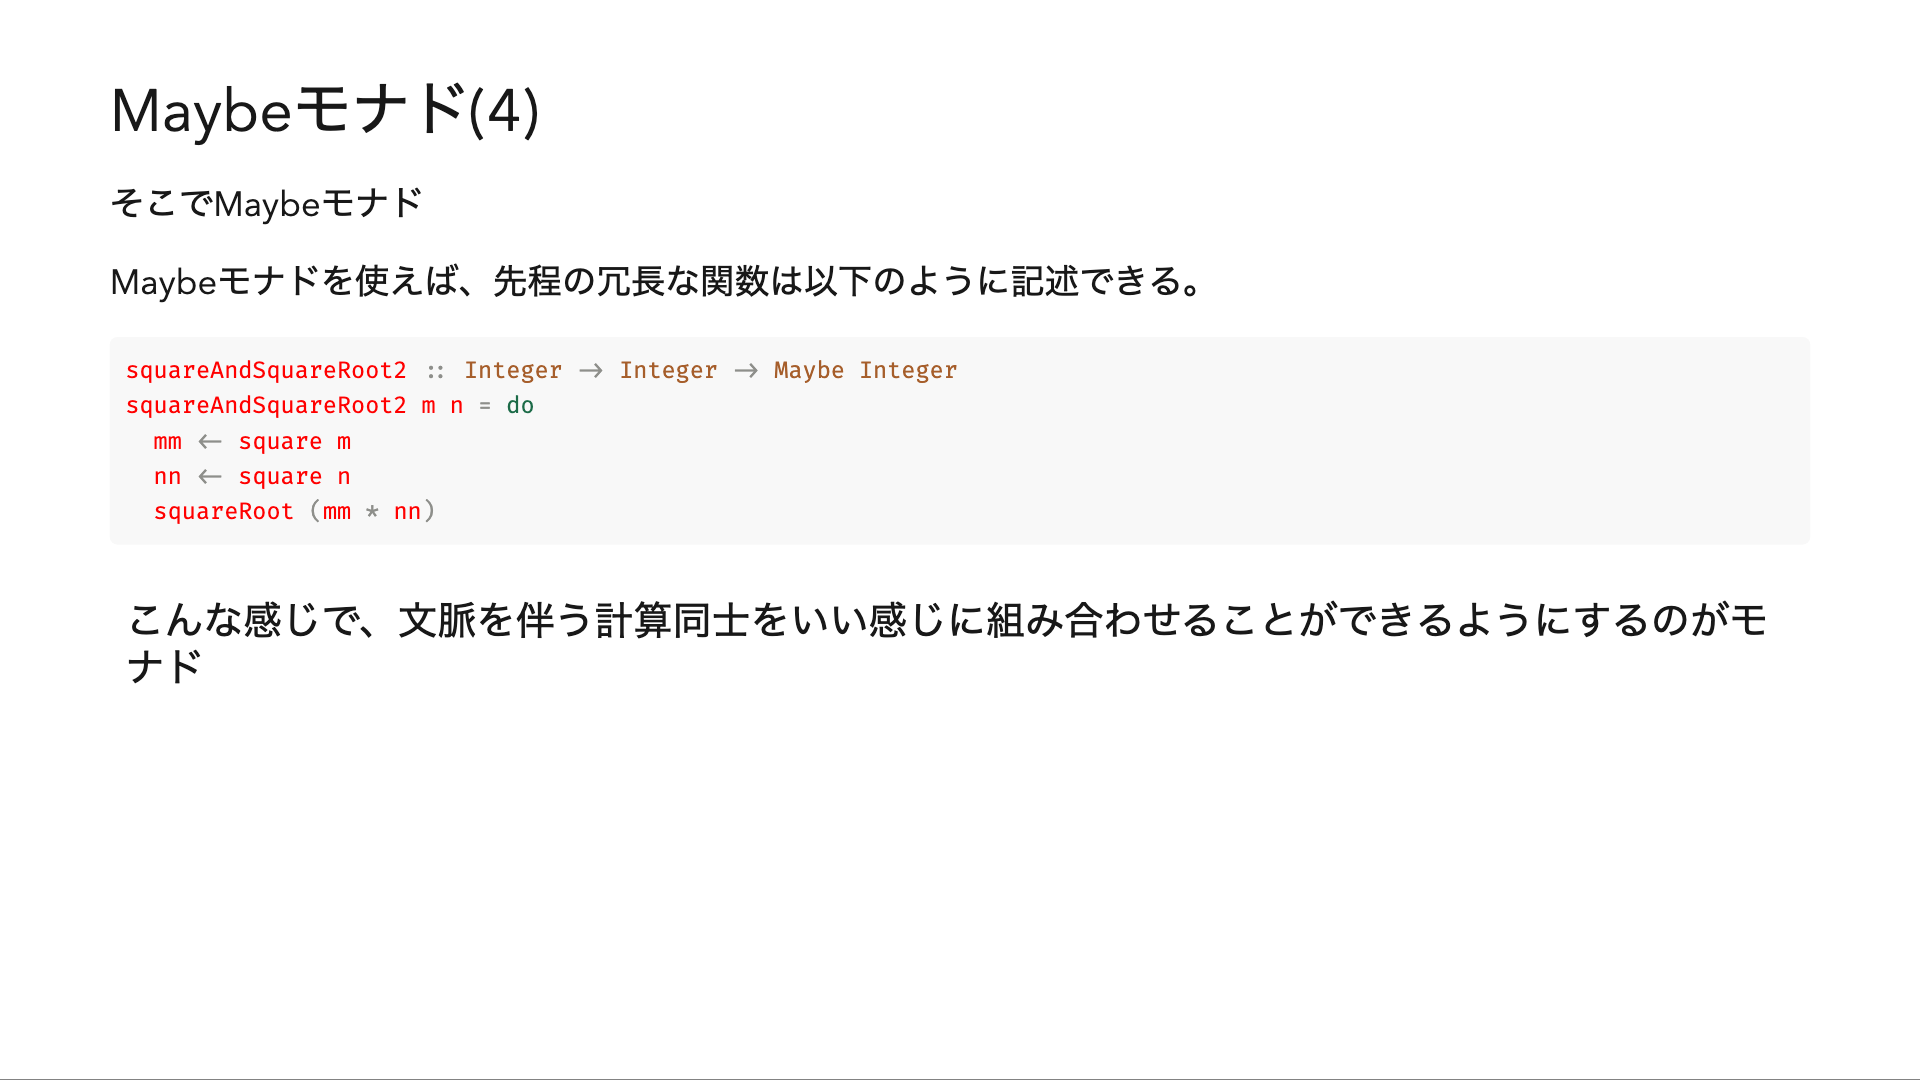 Maybeモナド(4)
そこでMaybeモナド
Maybeモナドを使えば、先程の冗長な関数は以下のように記述できる。
squareAndSquareRoot2 :: Integer -> Integer -> Maybe Integer
squareAndSquareRoot2 m n = do
  mm <- square m
  nn <- square n
  squareRoot (mm * nn)
こんな感じで、文脈を伴う計算同士をいい感じに組み合わせることができるようにするのがモ
ナド